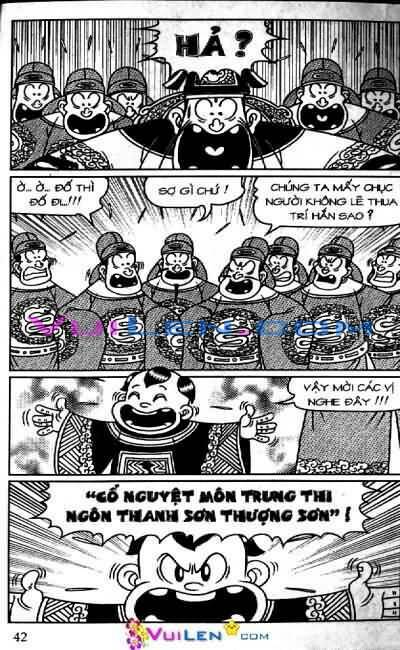 HẢ?
Ờ... Ờ... ĐỐ THÌ
ĐỐ ĐI...!!!
SỢ GÌ CHỨ!
CHÚNG TA MẤY CHỤC
NGƯỜI KHÔNG LẼ THUA
TRÍ HẮN SAO?
VUILEN.COM
VẬY MỜI CÁC VỊ
NGHE ĐÂY!!!
"CỔ NGUYỆT MÔN TRUNG THI
NGÔN THANH SƠN THƯỢNG SƠN"!
42
VUILEN.COM